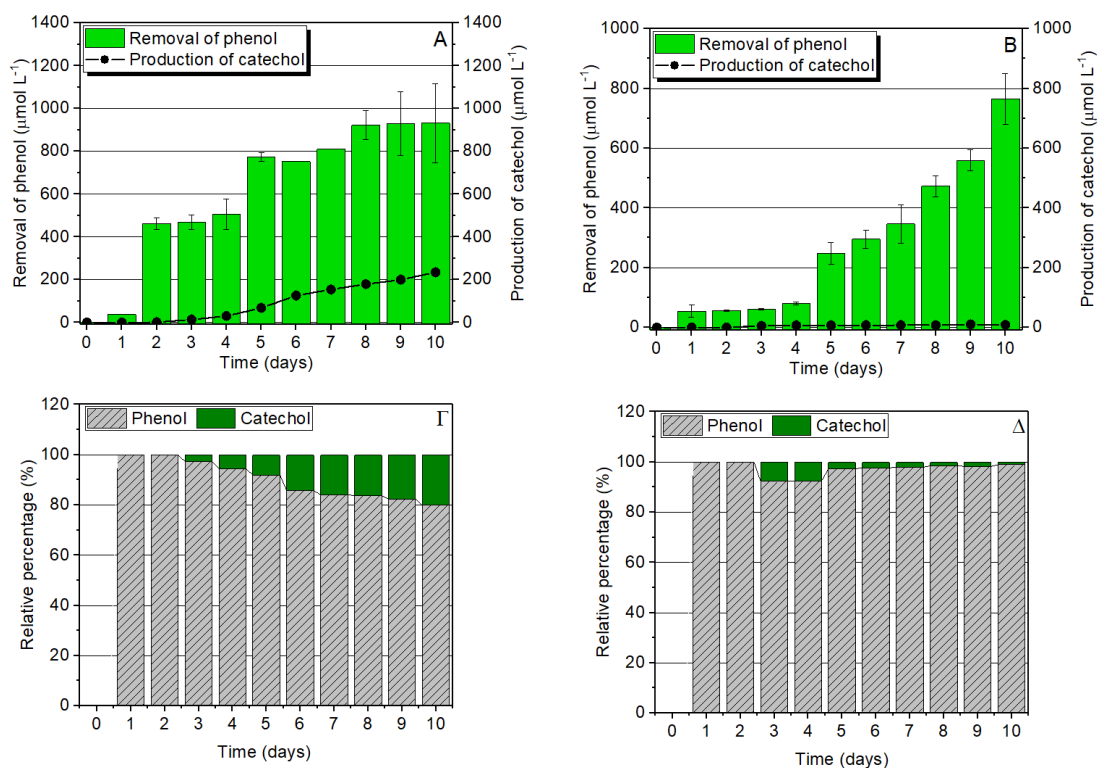 A
Removal of phenol
Production of catechol
1400
1200
1000
800
600
400
200
0
Removal of phenol (μmol L⁻¹)
1400
1200
1000
800
600
400
200
0
Production of catechol (μmol L⁻¹)
0 1 2 3 4 5 6 7 8 9 10
Time (days)
B
Removal of phenol
Production of catechol
1000
800
600
400
200
0
Removal of phenol (μmol L⁻¹)
1000
800
600
400
200
0
Production of catechol (μmol L⁻¹)
0 1 2 3 4 5 6 7 8 9 10
Time (days)
Γ
Phenol Catechol
120
100
80
60
40
20
0
Relative percentage (%)
0 1 2 3 4 5 6 7 8 9 10
Time (days)
Δ
Phenol Catechol
120
100
80
60
40
20
0
Relative percentage (%)
0 1 2 3 4 5 6 7 8 9 10
Time (days)